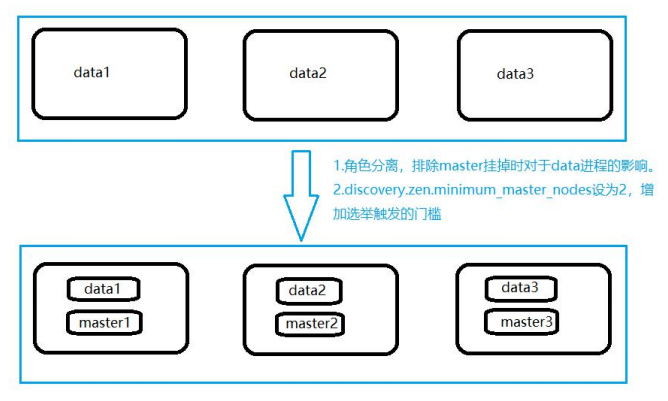 data1
data2
data3
1.角色分离，排除master挂掉时对于data进程的影响。
2.discovery.zen.minimum_master_nodes设为2，增
加选举触发的门槛
data1
data2
data3
master1
master2
master3